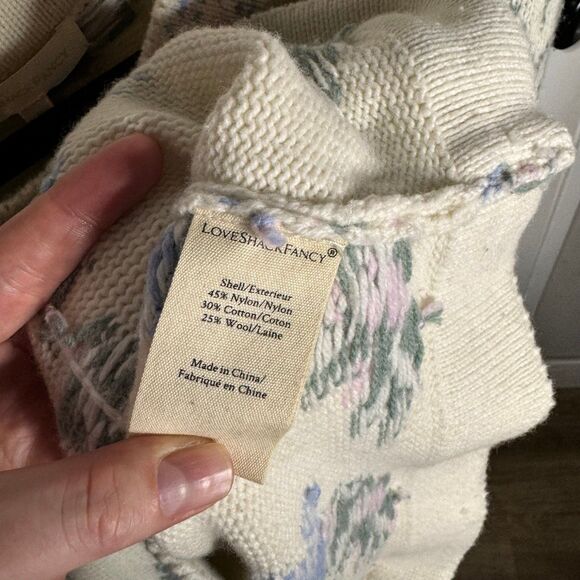 LOVESHACKFANCY®
Shell/Exterieur
45% Nylon/Nylon
30% Cotton/Coton
25% Wool/Laine
Made in China/
Fabriqué en Chine